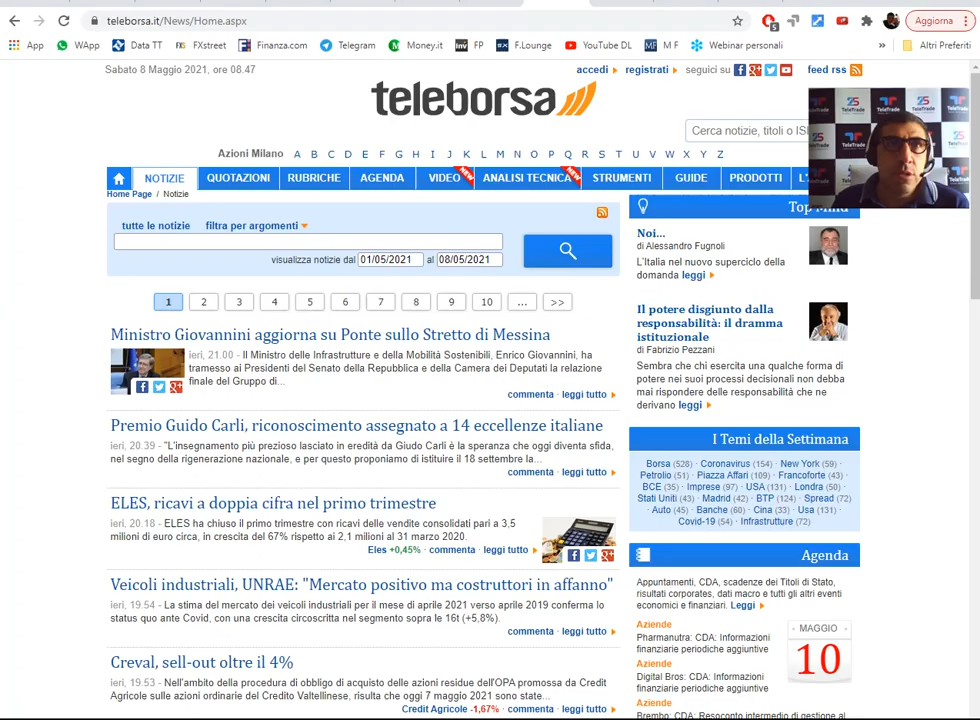 teleborsa.it/News/Home.aspx
Aggiorna
App WApp Data TT FXstreet Finanza.com Telegram Money.it FP F.Lounge YouTube DL M F Webinar personali » Altri Preferiti
Sabato 8 Maggio 2021, ore 08.47
accedi registrati seguici su feed rss
teleborsa
Cerca notizie, titoli o ISI
Azioni Milano A B C D E F G H I J K L M N O P Q R S T U V W X Y Z
NOTIZIE QUOTAZIONI RUBRICHE AGENDA VIDEO NEW ANALISI TECNICA NEW STRUMENTI GUIDE PRODOTTI L'
Home Page / Notizie
tutte le notizie filtra per argomenti
visualizza notizie dal 01/05/2021 al 08/05/2021
1 2 3 4 5 6 7 8 9 10 ... >>
Ministro Giovannini aggiorna su Ponte sullo Stretto di Messina
ieri, 21.00 - Il Ministro delle Infrastrutture e della Mobilità Sostenibili, Enrico Giovannini, ha
tramesso ai Presidenti del Senato della Repubblica e della Camera dei Deputati la relazione
finale del Gruppo di...
commenta · leggi tutto
Premio Guido Carli, riconoscimento assegnato a 14 eccellenze italiane
ieri, 20.39 - "L'insegnamento più prezioso lasciato in eredità da Giudo Carli è la speranza che oggi diventa sfida,
nel segno della rigenerazione nazionale, e per questo proponiamo di istituire il 18 settembre la...
commenta · leggi tutto
ELES, ricavi a doppia cifra nel primo trimestre
ieri, 20.18 - ELES ha chiuso il primo trimestre con ricavi delle vendite consolidati pari a 3,5
milioni di euro circa, in crescita del 67% rispetto ai 2,1 milioni al 31 marzo 2020.
Eles +0,45% · commenta · leggi tutto
Veicoli industriali, UNRAE: "Mercato positivo ma costruttori in affanno"
ieri, 19.54 - La stima del mercato dei veicoli industriali per il mese di aprile 2021 verso aprile 2019 conferma lo
status quo ante Covid, con una crescita circoscritta nel segmento sopra le 16t (+5,8%).
commenta · leggi tutto
Creval, sell-out oltre il 4%
ieri, 19.53 - Nell'ambito della procedura di obbligo di acquisto delle azioni residue dell'OPA promossa da Credit
Agricole sulle azioni ordinarie del Credito Valtellinese, risulta che oggi 7 maggio 2021 sono state...
Credit Agricole -1,67% · commenta · leggi tutto
Top Mind
Noi...
di Alessandro Fugnoli
L'Italia nel nuovo superciclo della
domanda leggi
Il potere disgiunto dalla
responsabilità: il dramma
istituzionale
di Fabrizio Pezzani
Sembra che chi esercita una qualche forma di
potere nei suoi processi decisionali non debba
mai rispondere delle responsabilità che ne
derivano leggi
I Temi della Settimana
Borsa (528) · Coronavirus (154) · New York (59) ·
Petrolio (51) · Piazza Affari (109) · Francoforte (43) ·
BCE (35) · Imprese (97) · USA (131) · Londra (50) ·
Stati Uniti (43) · Madrid (42) · BTP (124) · Spread (72)
· Auto (45) · Banche (60) · Cina (33) · Usa (131) ·
Covid-19 (54) · Infrastrutture (72)
Agenda
Appuntamenti, CDA, scadenze dei Titoli di Stato,
risultati corporates, dati macro e tutti gli altri eventi
economici e finanziari. Leggi
Aziende
Pharmanutra: CDA: Informazioni
finanziarie periodiche aggiuntive
Aziende
Digital Bros: CDA: Informazioni
finanziarie periodiche aggiuntive
Aziende
Brembo: CDA: Resoconto intermedio di gestione al
- MAGGIO -
10